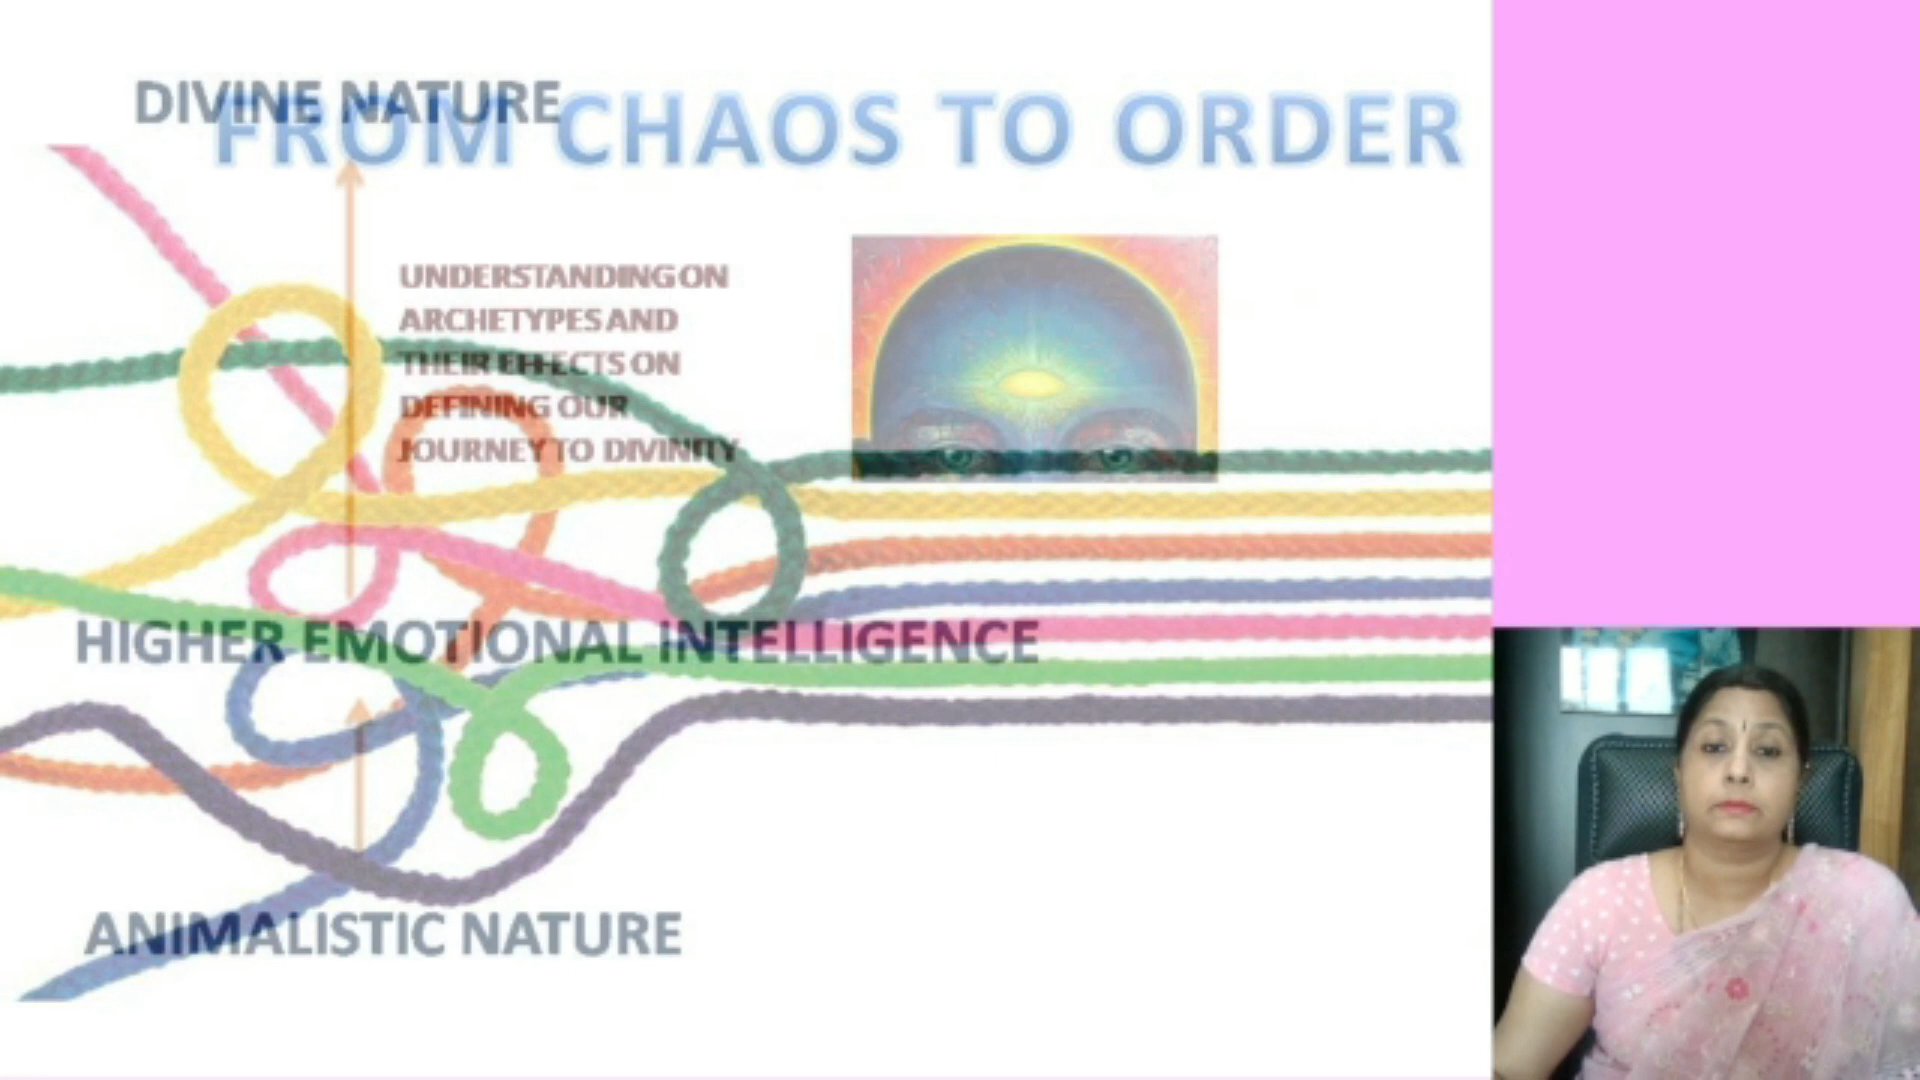 DIVINE NATURE
FROM CHAOS TO ORDER
UNDERSTANDING ON
ARCHETYPES AND
THEIR EFFECTS ON
DEFINING OUR
JOURNEY TO DIVINITY
HIGHER EMOTIONAL INTELLIGENCE
ANIMALISTIC NATURE